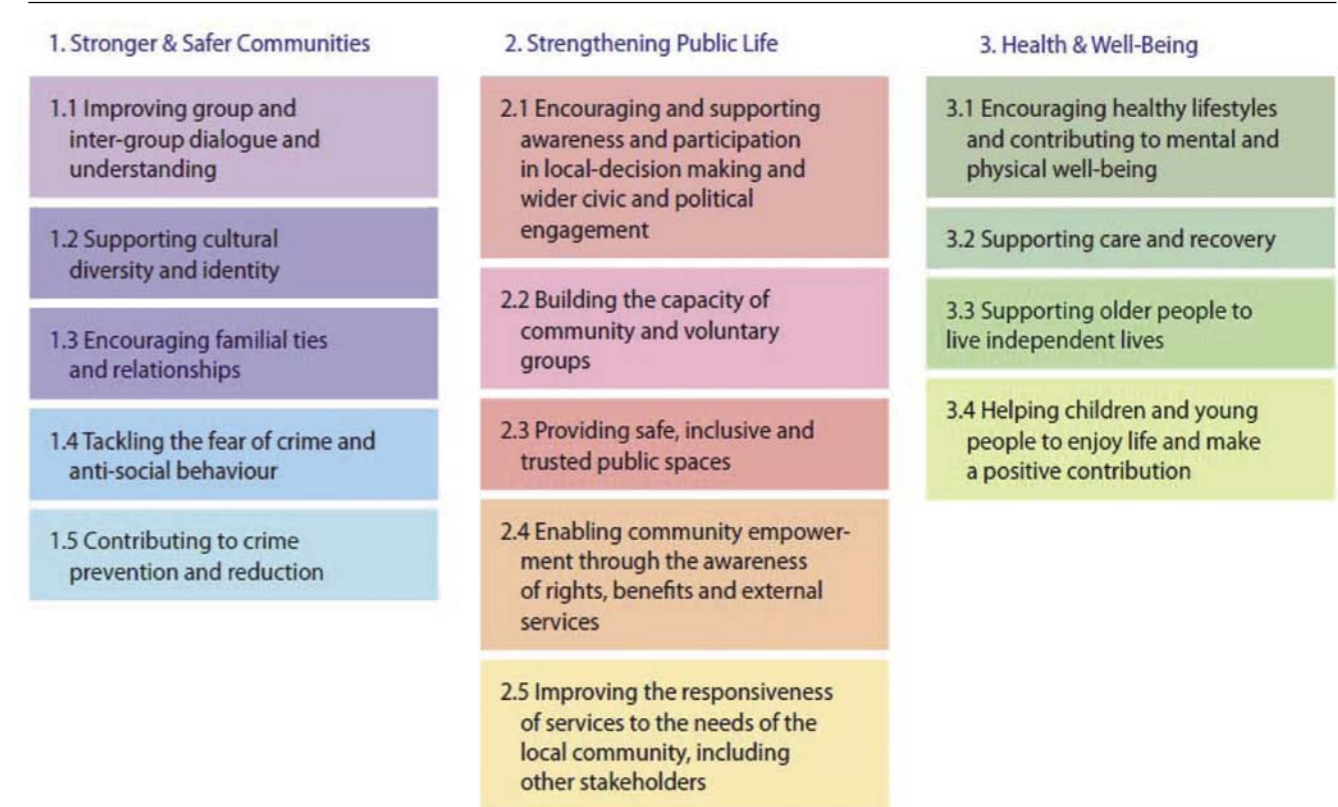 1. Stronger & Safer Communities
1.1 Improving group and
inter-group dialogue and
understanding
1.2 Supporting cultural
diversity and identity
1.3 Encouraging familial ties
and relationships
1.4 Tackling the fear of crime and
anti-social behaviour
1.5 Contributing to crime
prevention and reduction
2. Strengthening Public Life
2.1 Encouraging and supporting
awareness and participation
in local-decision making and
wider civic and political
engagement
2.2 Building the capacity of
community and voluntary
groups
2.3 Providing safe, inclusive and
trusted public spaces
2.4 Enabling community empower-
ment through the awareness
of rights, benefits and external
services
2.5 Improving the responsiveness
of services to the needs of the
local community, including
other stakeholders
3. Health & Well-Being
3.1 Encouraging healthy lifestyles
and contributing to mental and
physical well-being
3.2 Supporting care and recovery
3.3 Supporting older people to
live independent lives
3.4 Helping children and young
people to enjoy life and make
a positive contribution